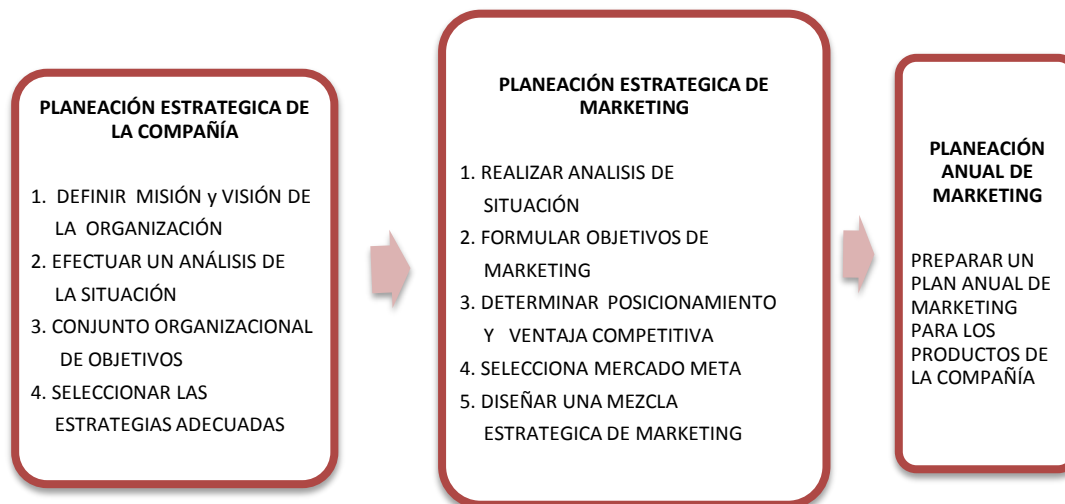 PLANEACIÓN ESTRATEGICA DE
LA COMPAÑÍA
1. DEFINIR MISIÓN y VISIÓN DE
LA ORGANIZACIÓN
2. EFECTUAR UN ANÁLISIS DE
LA SITUACIÓN
3. CONJUNTO ORGANIZACIONAL
DE OBJETIVOS
4. SELECCIONAR LAS
ESTRATEGIAS ADECUADAS
PLANEACIÓN ESTRATEGICA DE
MARKETING
1. REALIZAR ANALISIS DE
SITUACIÓN
2. FORMULAR OBJETIVOS DE
MARKETING
3. DETERMINAR POSICIONAMIENTO
Y VENTAJA COMPETITIVA
4. SELECCIONA MERCADO META
5. DISEÑAR UNA MEZCLA
ESTRATEGICA DE MARKETING
PLANEACIÓN
ANUAL DE
MARKETING
PREPARAR UN
PLAN ANUAL DE
MARKETING
PARA LOS
PRODUCTOS DE
LA COMPAÑÍA